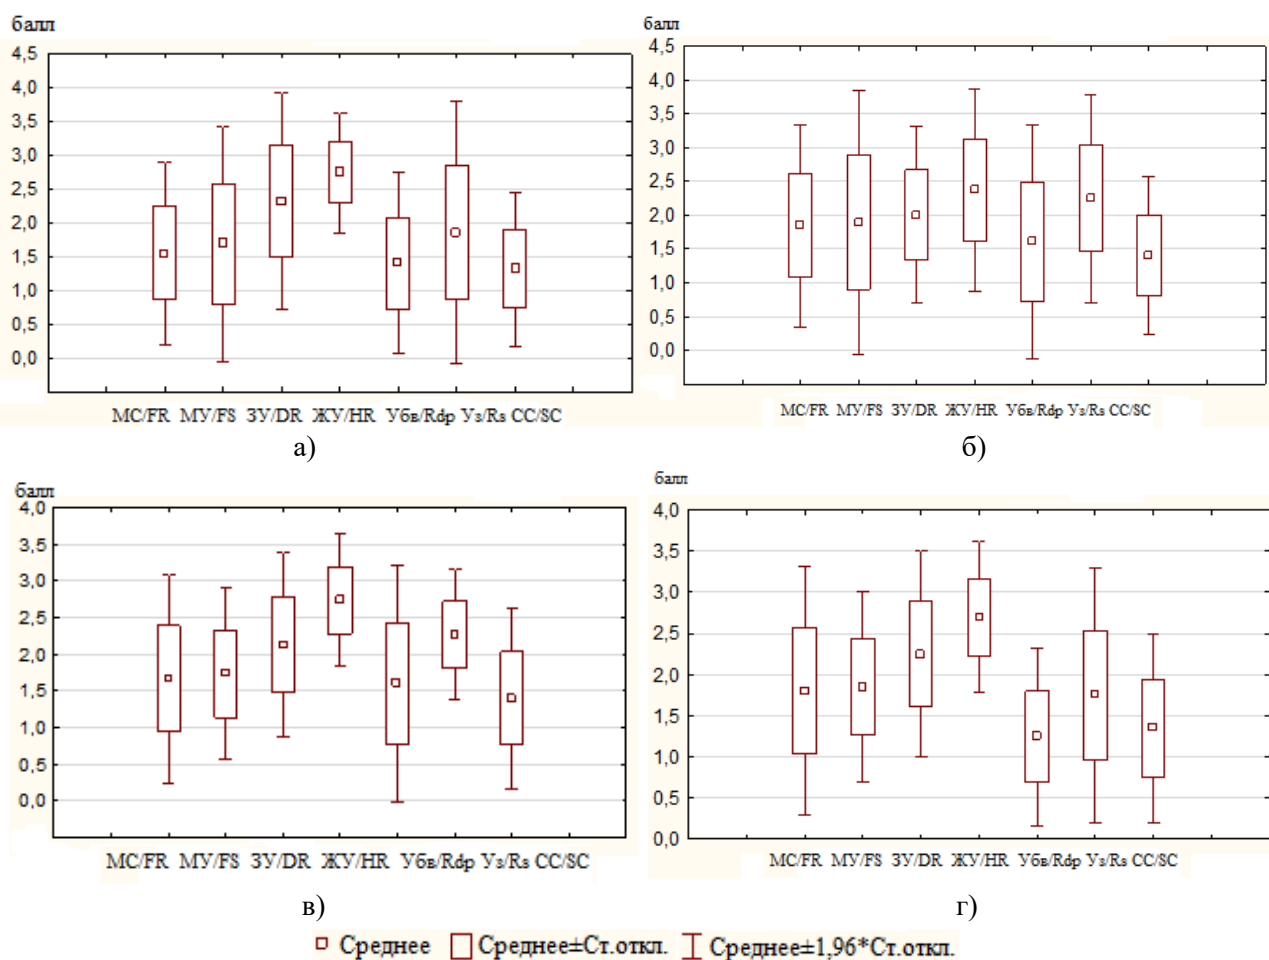 балл
4,5
4,0
3,5
3,0
2,5
2,0
1,5
1,0
0,5
0,0
МС/FR МУ/FS ЗУ/DR ЖУ/HR Убв/Rdp Уз/Rs СС/SC
а)
балл
4,5
4,0
3,5
3,0
2,5
2,0
1,5
1,0
0,5
0,0
МС/FR МУ/FS ЗУ/DR ЖУ/HR Убв/Rdp Уз/Rs СС/SC
б)
балл
4,0
3,5
3,0
2,5
2,0
1,5
1,0
0,5
0,0
МС/FR МУ/FS ЗУ/DR ЖУ/HR Убв/Rdp Уз/Rs СС/SC
в)
балл
4,0
3,5
3,0
2,5
2,0
1,5
1,0
0,5
0,0
МС/FR МУ/FS ЗУ/DR ЖУ/HR Убв/Rdp Уз/Rs СС/SC
г)
Среднее Среднее±Ст.откл. Среднее±1,96*Ст.откл.